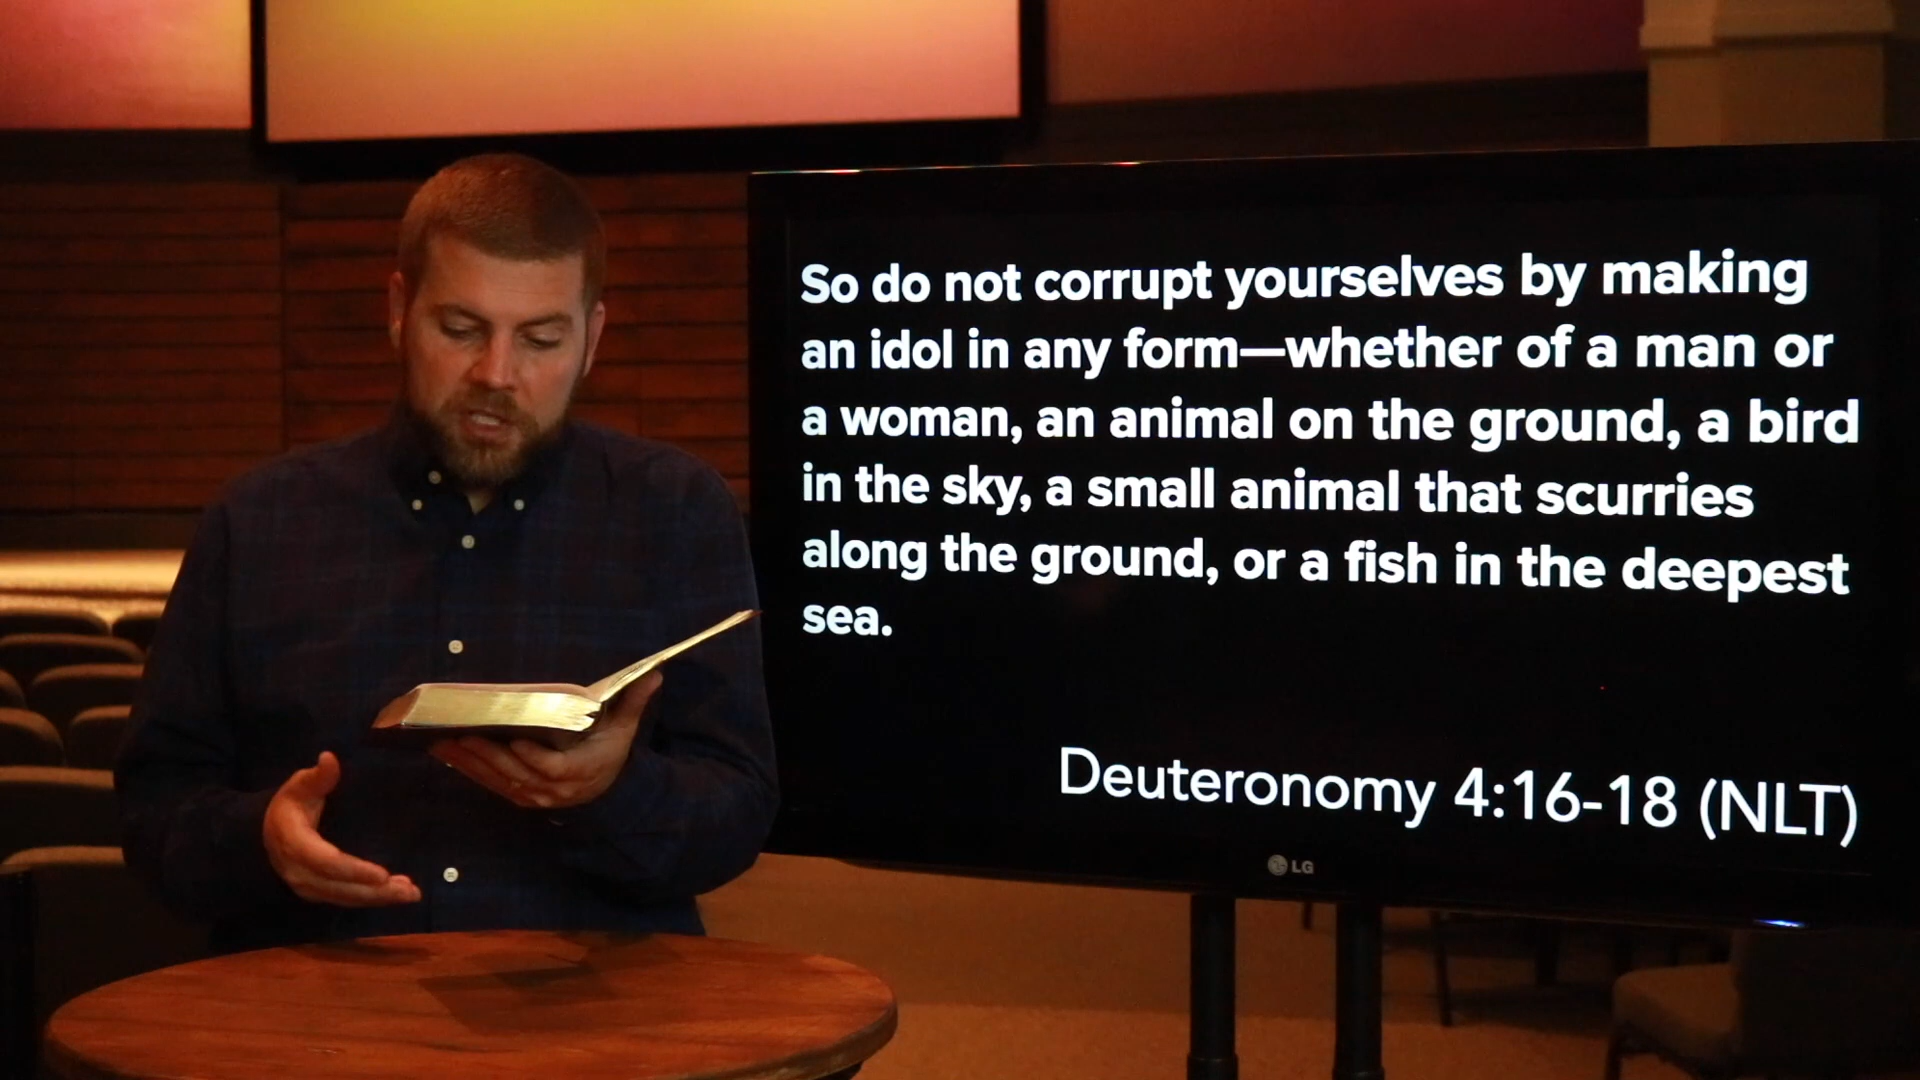 So do not corrupt yourselves by making
an idol in any form—whether of a man or
a woman, an animal on the ground, a bird
in the sky, a small animal that scurries
along the ground, or a fish in the deepest
sea.
Deuteronomy 4:16-18 (NLT)
LG